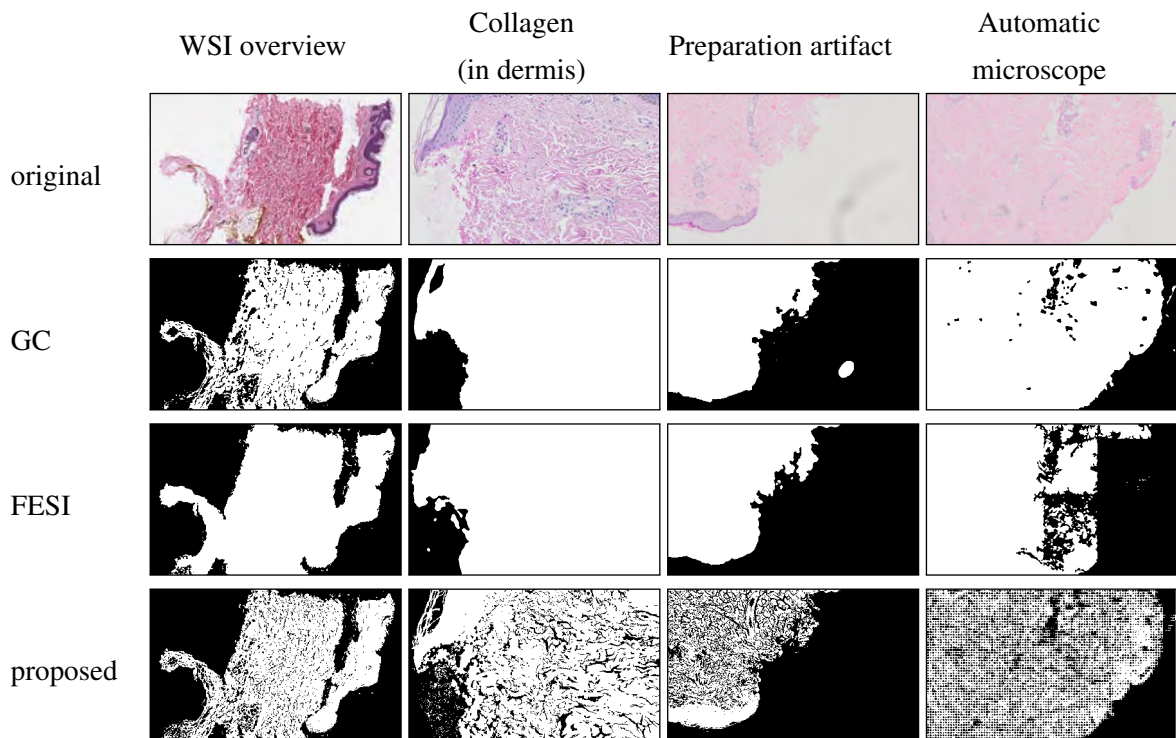 WSI overview
Collagen
(in dermis)
Preparation artifact
Automatic
microscope
original
GC
FESI
proposed